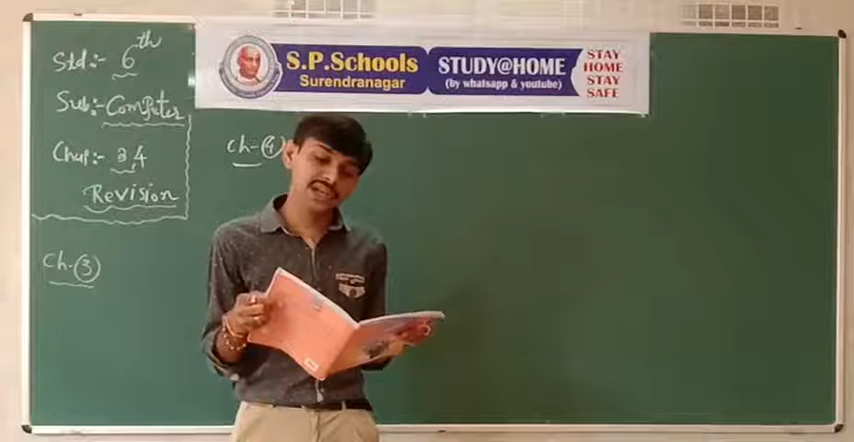 Std:- 6th
Sub:- Computer
Chap:- 3,4
Revision
Ch-3
Ch-4
S.P.Schools
Surendranagar
STUDY@HOME
(by whatsapp & youtube)
STAY
HOME
STAY
SAFE